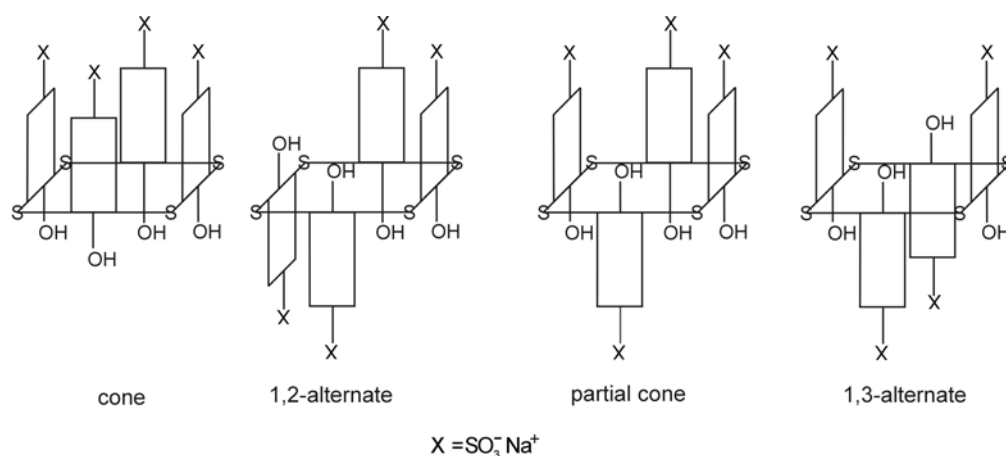 X X X X
S S S S
OH OH OH OH
cone
X X
OH OH
S S S S
OH OH
X X
1,2-alternate
X X X
OH
S S S S
OH OH OH
X
partial cone
X X
OH OH
S S S S
OH OH
X X
1,3-alternate
X =SO₃⁻ Na⁺